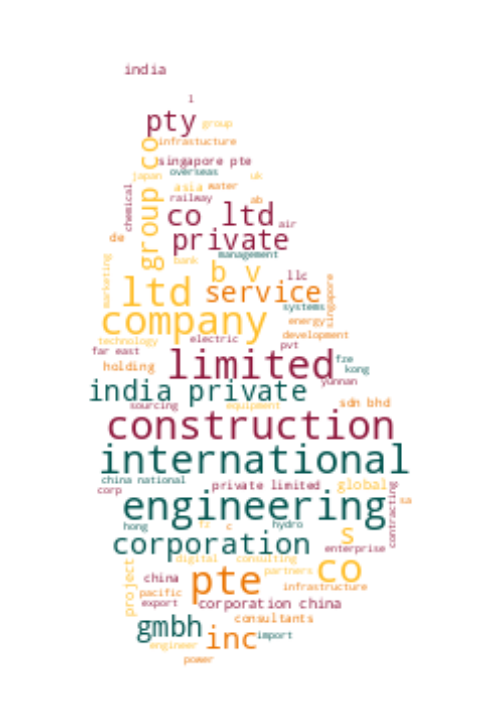 india
1
pty group
infrastucture
group co
singapore pte
japan overseas uk
chemical
asia water
railway ab
co ltd air
de private
management
bank
marketing
b v llc
ltd service
singapore
systems
company energy
development
technology electric pvt
far east
limited fze
holding kong
india private yunnan
sourcing equipment sdn bhd
construction
international
china national private limited global
corp
engineering sa
contracting
hong fz c hydro
corporation s
enterprise
digital consulting
project
china pte partners co
pacific infrastructure
export corporation china
consultants
gmbh inc import
engineer
power